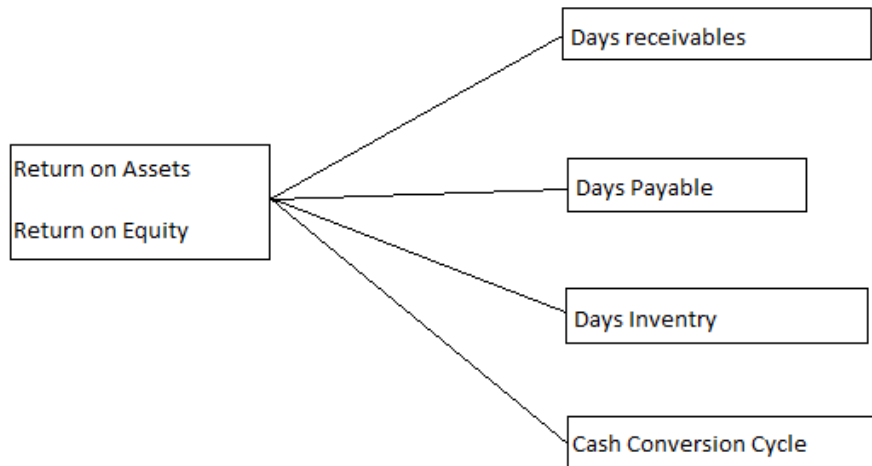 Return on Assets
Return on Equity
Days receivables
Days Payable
Days Inventry
Cash Conversion Cycle